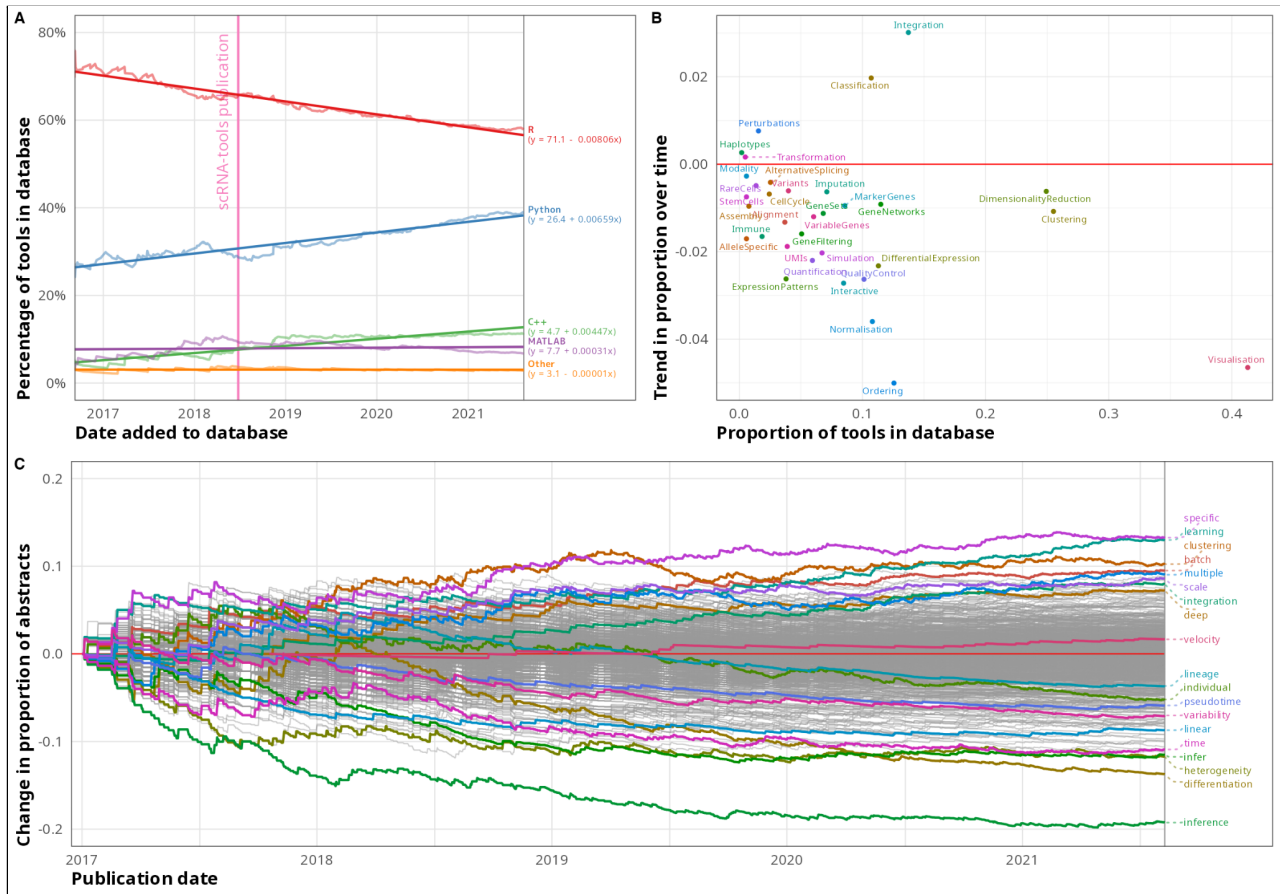 A
80%
60%
40%
20%
0%
Percentage of tools in database
scRNA-tools publication
R
(y = 71.1 - 0.00806x)
Python
(y = 26.4 + 0.00659x)
C++
(y = 4.7 + 0.00447x)
MATLAB
(y = 7.7 + 0.00031x)
Other
(y = 3.1 - 0.00001x)
2017 2018 2019 2020 2021
Date added to database
B
Trend in proportion over time
0.02
0.00
-0.02
-0.04
Integration
Classification
Perturbations
Haplotypes
Transformation
Modality
AlternativeSplicing
RareCells
Variants
Imputation
StemCells
CellCycle
MarkerGenes
DimensionalityReduction
Assembly
Alignment
GeneSets
GeneNetworks
Clustering
Immune
VariableGenes
AlleleSpecific
GeneFiltering
UMIs
Simulation
DifferentialExpression
Quantification
QualityControl
ExpressionPatterns
Interactive
Normalisation
Visualisation
Ordering
0.0 0.1 0.2 0.3 0.4
Proportion of tools in database
C
Change in proportion of abstracts
0.2
0.1
0.0
-0.1
-0.2
specific
learning
clustering
batch
multiple
scale
integration
deep
velocity
lineage
individual
pseudotime
variability
linear
time
infer
heterogeneity
differentiation
inference
2017 2018 2019 2020 2021
Publication date